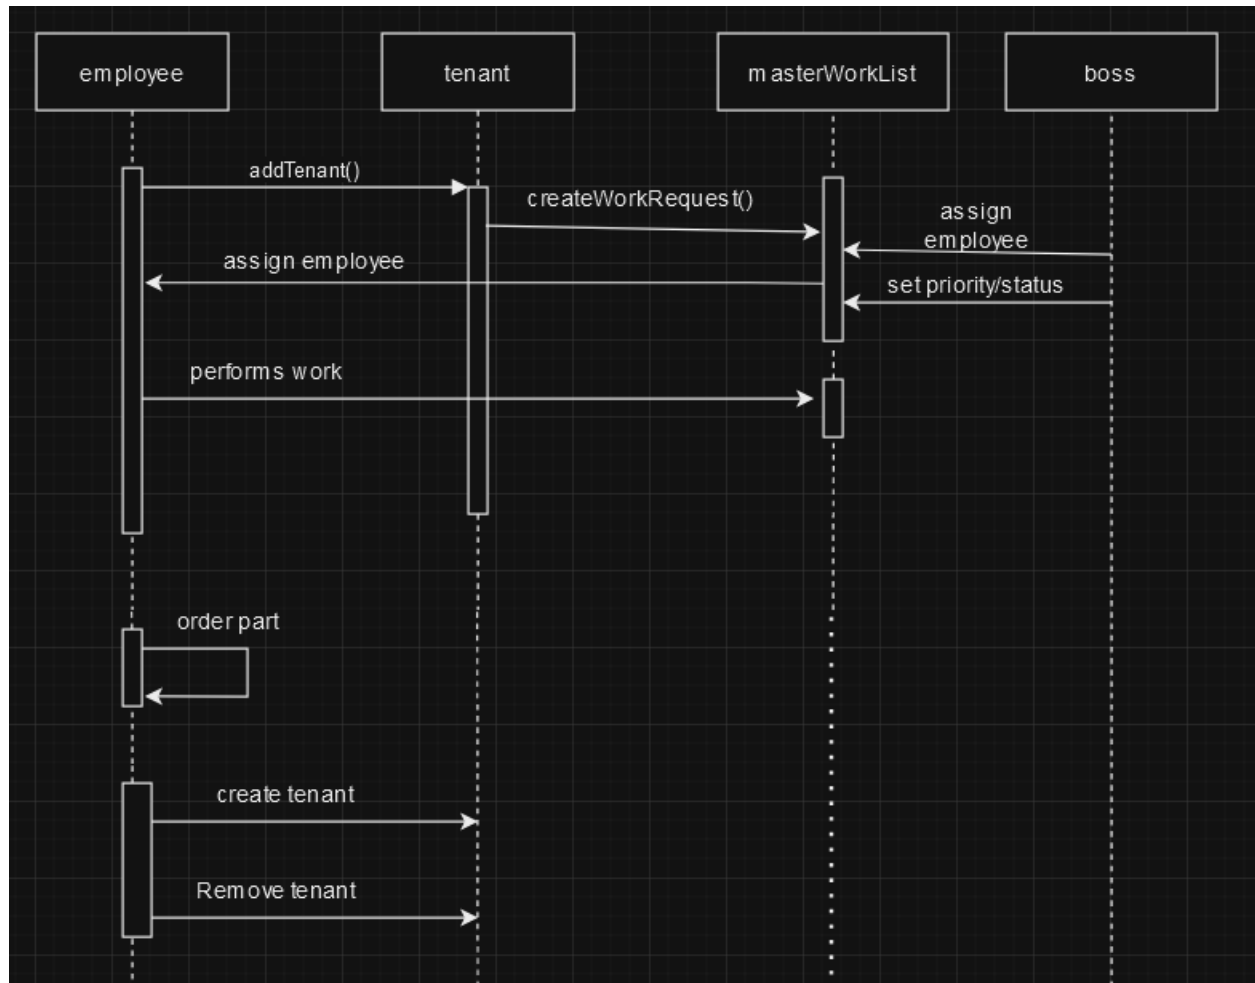 employee
tenant
masterWorkList
boss
addTenant()
createWorkRequest()
assign
employee
assign employee
set priority/status
performs work
order part
create tenant
Remove tenant